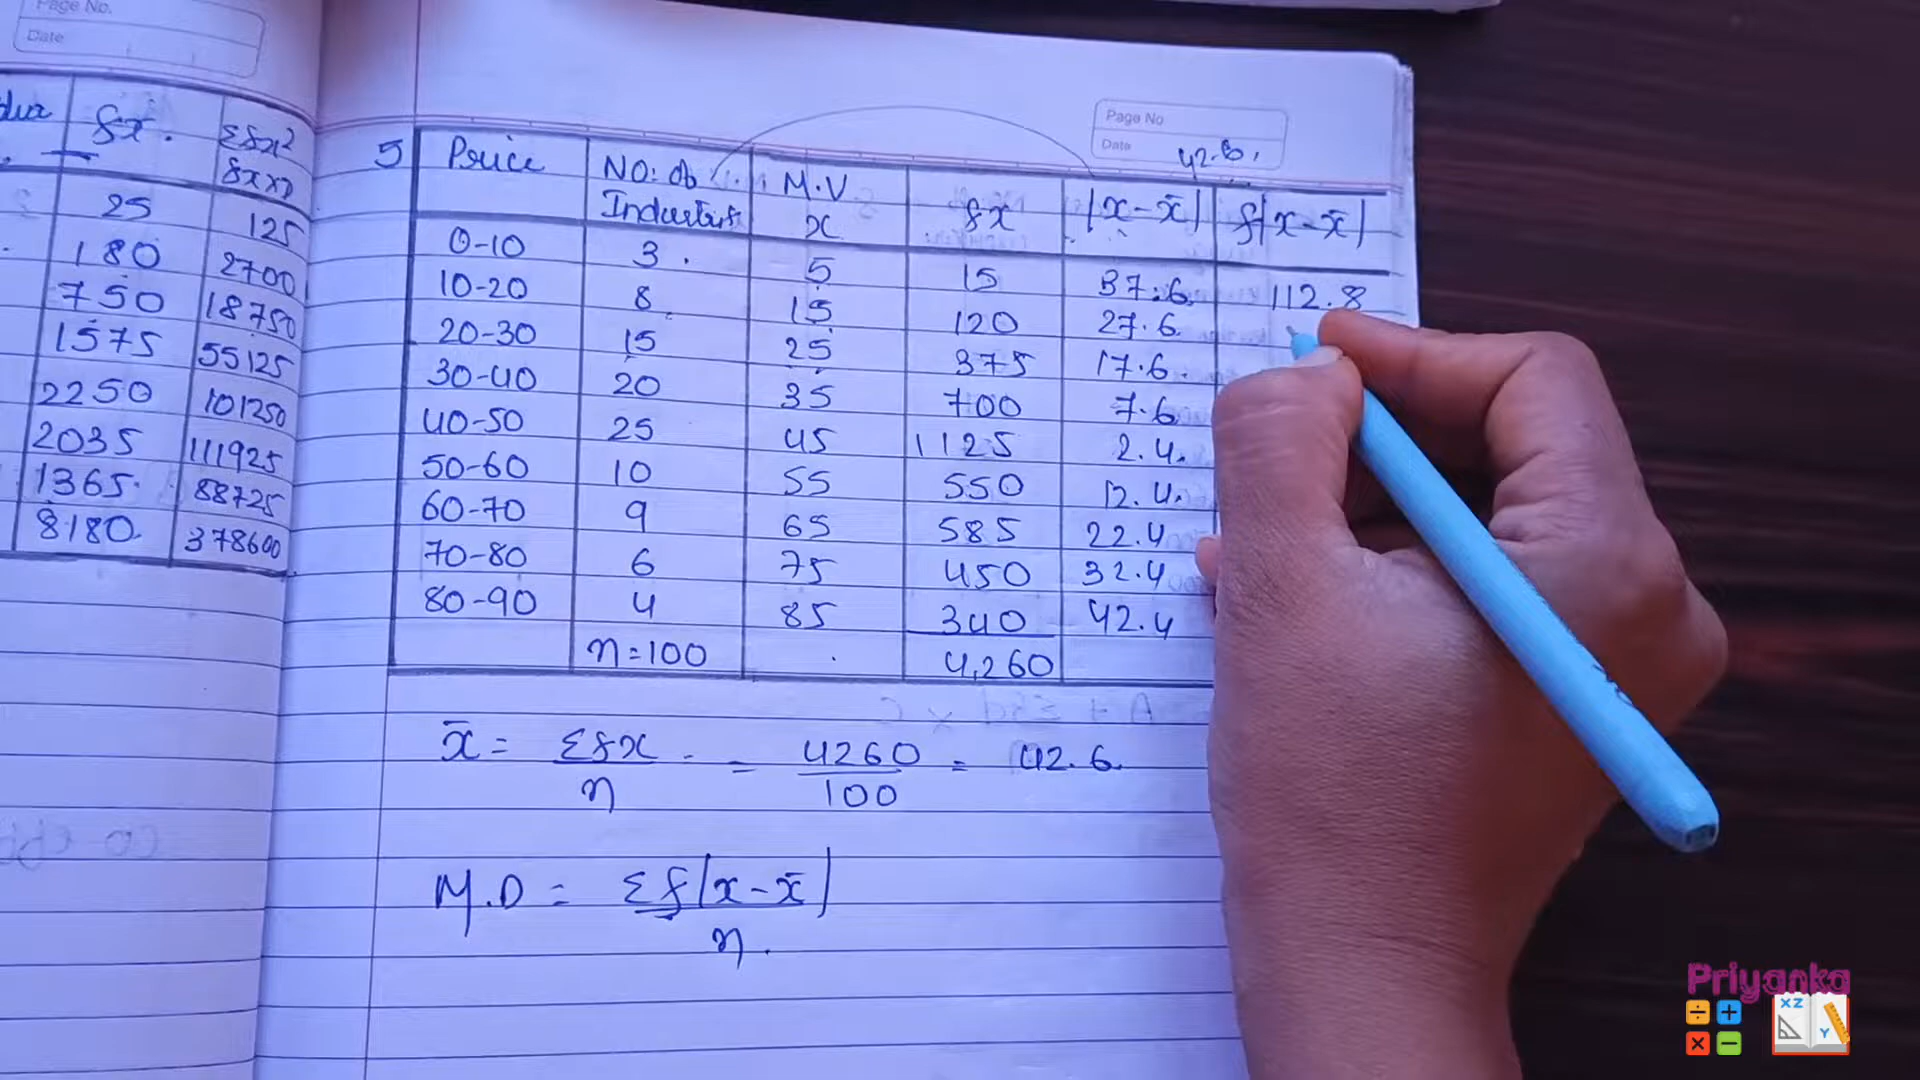 Page No.
Date
fx. Σfx²
fx×x
25 125
180 2700
750 18750
1575 55125
2250 101250
2035 111925
1365. 88725
8180. 378600
Page No
Date 42.6.
5 Price No: of M.V fx |x-x̄| f|x-x̄|
Industries x
0-10 3. 5 15 37.6. 112.8
10-20 8. 15 120 27.6.
20-30 15 25 375 17.6.
30-40 20 35 700 7.6
40-50 25 45 1125 2.4.
50-60 10 55 550 12.4.
60-70 9 65 585 22.4
70-80 6 75 450 32.4
80-90 4 85 340 42.4
n=100 4,260
x̄ = Σfx = 4260 = 42.6.
n 100
M.D = Σf|x-x̄|
n.
Priyanka
XZ
Y